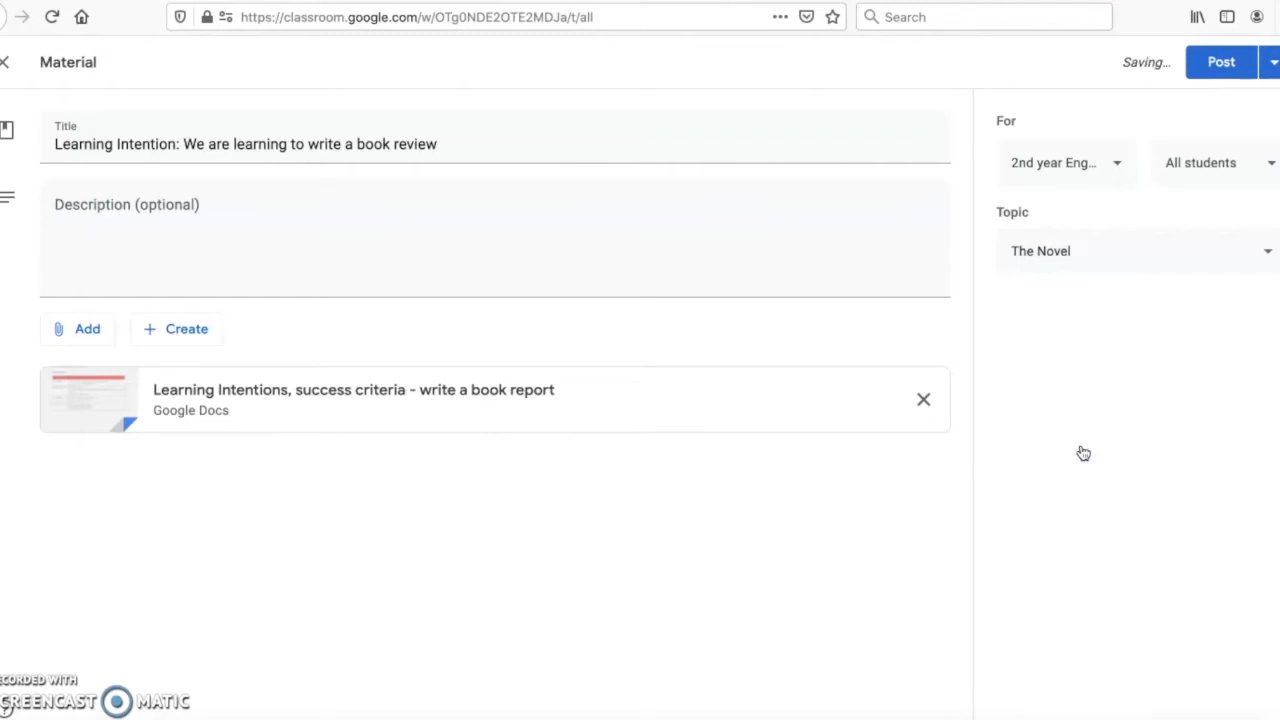 https://classroom.google.com/w/OTg0NDE2OTE2MDJa/t/all
Search
Material
Saving...
Post
Title
Learning Intention: We are learning to write a book review
Description (optional)
Add
Create
Learning Intentions, success criteria - write a book report
Google Docs
For
2nd year Eng...
All students
Topic
The Novel
ECORDED WITH
CREENCAST MATIC